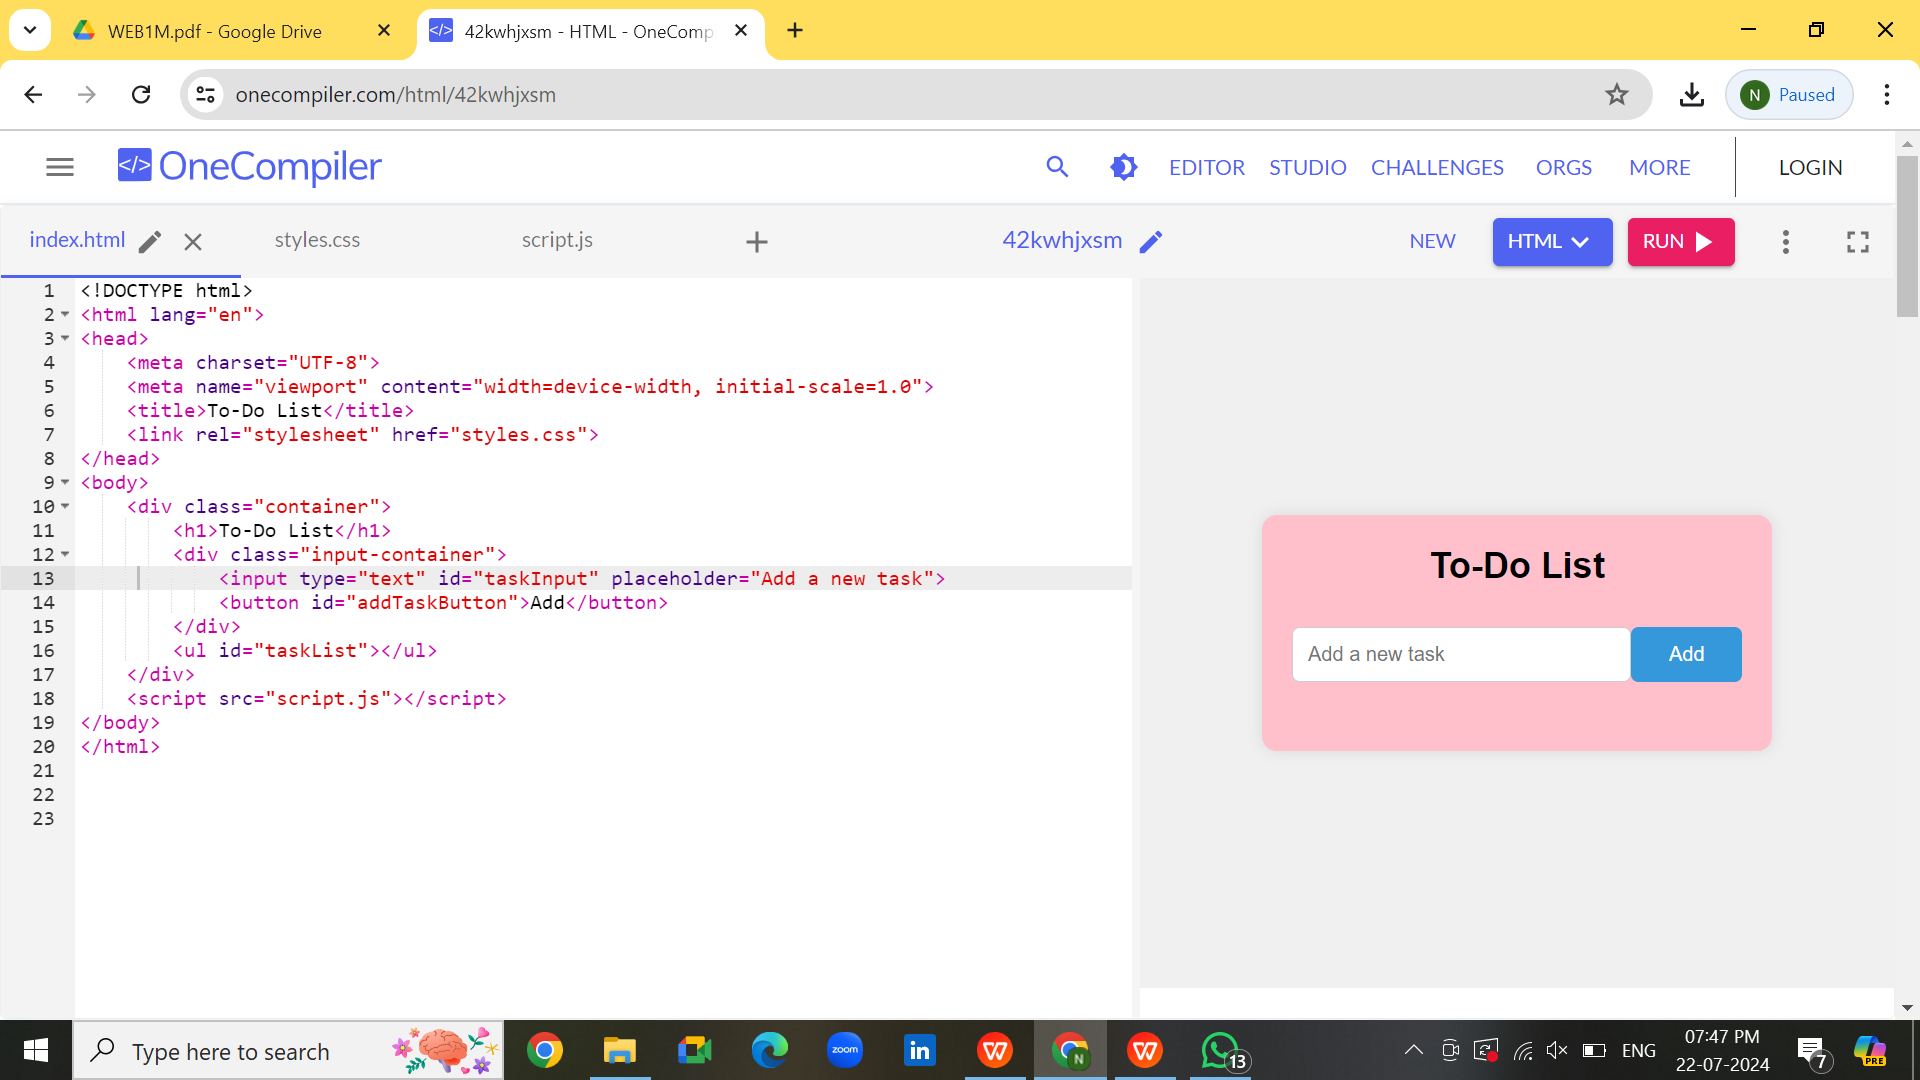 WEB1M.pdf - Google Drive
42kwhjxsm - HTML - OneComp
onecompiler.com/html/42kwhjxsm
N Paused
</> OneCompiler
EDITOR STUDIO CHALLENGES ORGS MORE LOGIN
index.html styles.css script.js 42kwhjxsm NEW HTML RUN
1 <!DOCTYPE html>
2 <html lang="en">
3 <head>
4 <meta charset="UTF-8">
5 <meta name="viewport" content="width=device-width, initial-scale=1.0">
6 <title>To-Do List</title>
7 <link rel="stylesheet" href="styles.css">
8 </head>
9 <body>
10 <div class="container">
11 <h1>To-Do List</h1>
12 <div class="input-container">
13 <input type="text" id="taskInput" placeholder="Add a new task">
14 <button id="addTaskButton">Add</button>
15 </div>
16 <ul id="taskList"></ul>
17 </div>
18 <script src="script.js"></script>
19 </body>
20 </html>
21
22
23
To-Do List
Add a new task Add
Type here to search
zoom
in
N
13
ENG
07:47 PM
22-07-2024
7
PRE